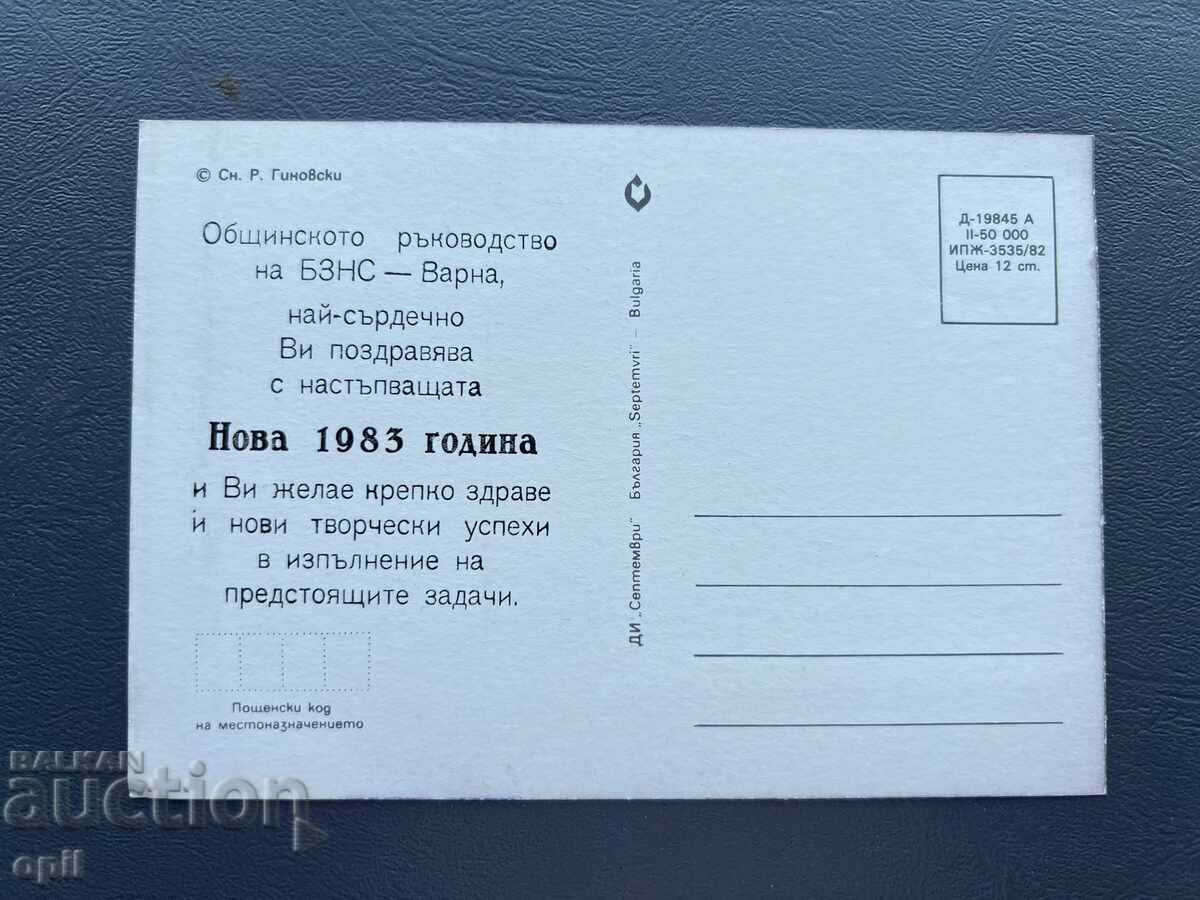 © Сн. Р. Гиновски
Общинското ръководство
на БЗНС — Варна,
най-сърдечно
Ви поздравява
с настъпващата
Нова 1983 година
и Ви желае крепко здраве
и нови творчески успехи
в изпълнение на
предстоящите задачи.
Пощенски код
на местоназначението
ДИ „Септември" България „Septemvri" – Bulgaria
Д-19845 А
II-50 000
ИПЖ-3535/82
Цена 12 ст.
BALKAN
auction
opil